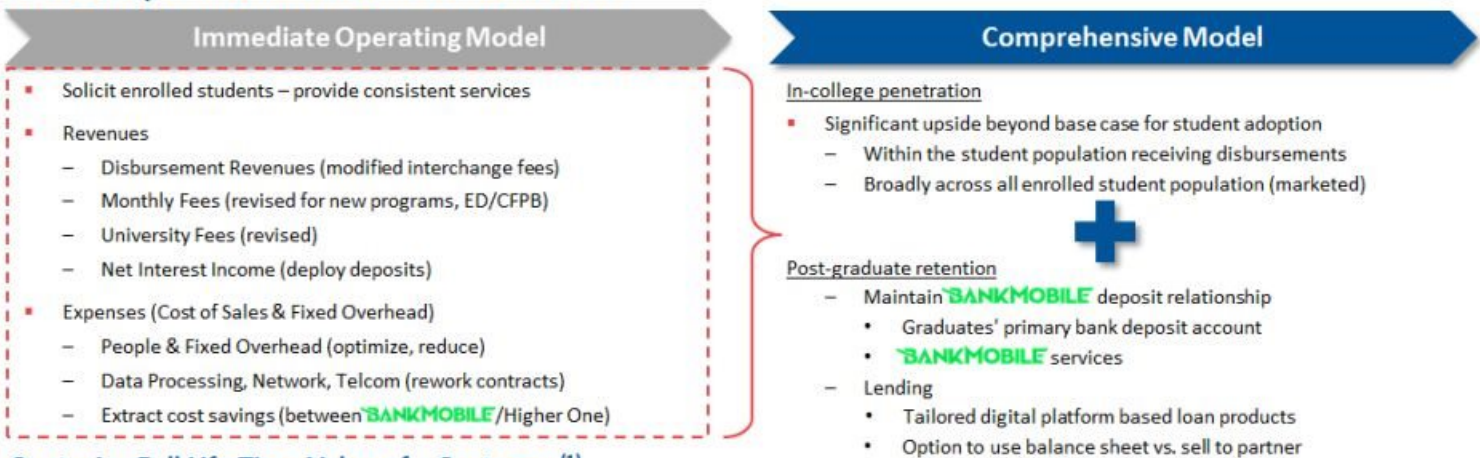 Immediate Operating Model
Solicit enrolled students – provide consistent services
Revenues
– Disbursement Revenues (modified interchange fees)
– Monthly Fees (revised for new programs, ED/CFPB)
– University Fees (revised)
– Net Interest Income (deploy deposits)
Expenses (Cost of Sales & Fixed Overhead)
– People & Fixed Overhead (optimize, reduce)
– Data Processing, Network, Telcom (rework contracts)
– Extract cost savings (between BANKMOBILE/Higher One)
Comprehensive Model
In-college penetration
Significant upside beyond base case for student adoption
– Within the student population receiving disbursements
– Broadly across all enrolled student population (marketed)
Post-graduate retention
– Maintain BANKMOBILE deposit relationship
• Graduates' primary bank deposit account
• BANKMOBILE services
– Lending
• Tailored digital platform based loan products
• Option to use balance sheet vs. sell to partner